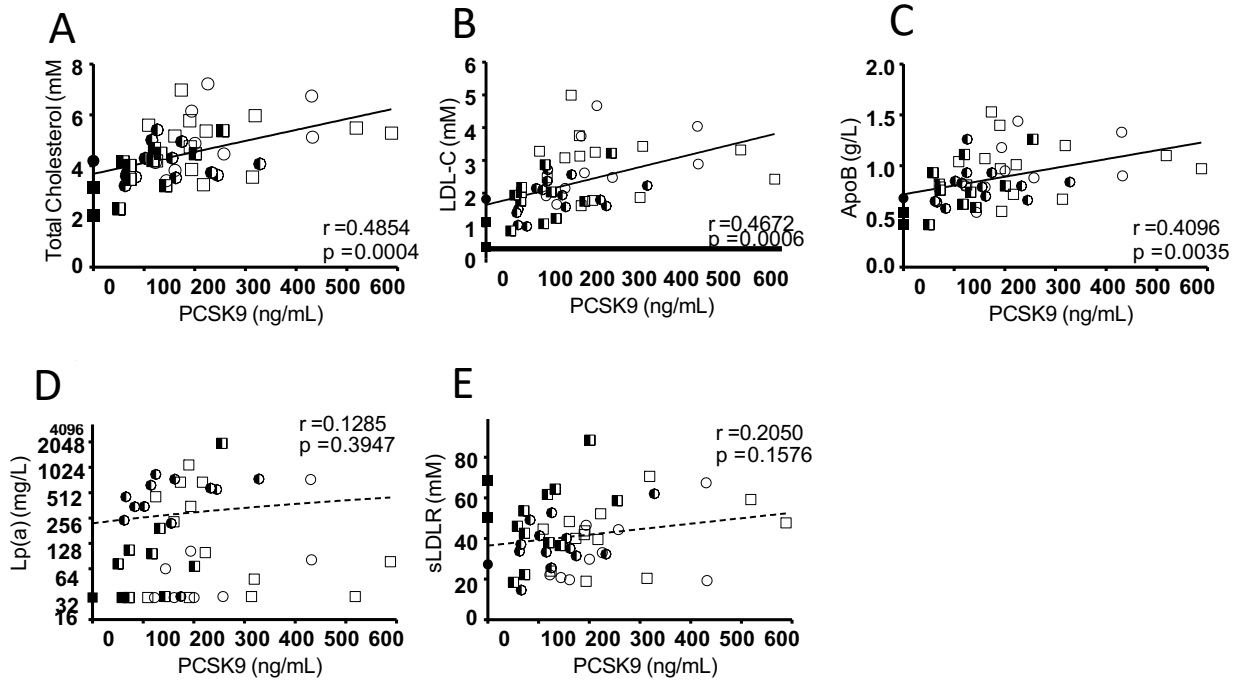 A
Total Cholesterol (mM
8
6
4
2
0
r =0.4854
p =0.0004
0 100 200 300 400 500 600
PCSK9 (ng/mL)
B
LDL-C (mM)
6
5
4
3
2
1
0
r =0.4672
p =0.0006
0 100 200 300 400 500 600
PCSK9 (ng/mL)
C
ApoB (g/L)
2.0
1.5
1.0
0.5
0.0
r =0.4096
p =0.0035
0 100 200 300 400 500 600
PCSK9 (ng/mL)
D
Lp(a) (mg/L)
4096
2048
1024
512
256
128
64
32
16
r =0.1285
p =0.3947
0 100 200 300 400 500 600
PCSK9 (ng/mL)
E
sLDLR (mM)
80
60
40
20
0
r =0.2050
p =0.1576
0 100 200 300 400 500 600
PCSK9 (ng/mL)